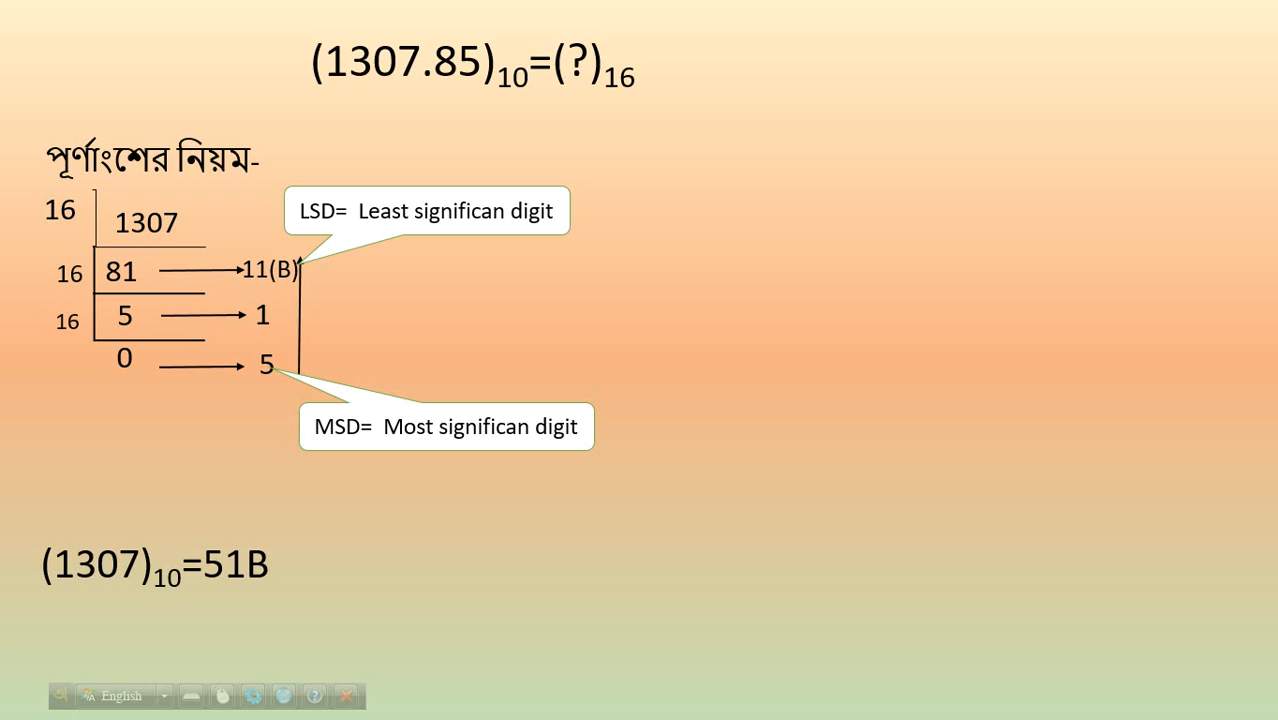 (1307.85)10=(?)16
পূর্ণাংশের নিয়ম-
16 1307
LSD= Least significan digit
16 81 11(B)
16 5 1
0 5
MSD= Most significan digit
(1307)10=51B
English